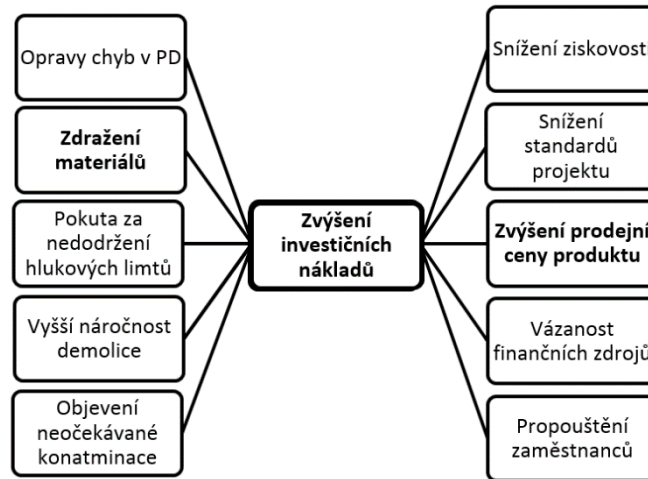 Opravy chyb v PD
Zdražení
materiálů
Pokuta za
nedodržení
hlukových limtů
Vyšší náročnost
demolice
Objevení
neočekávané
konatminace
Zvýšení
investičních
nákladů
Snížení ziskovosti
Snížení
standardů
projektu
Zvýšení prodejní
ceny produktu
Vázanost
finančních zdrojů
Propouštění
zaměstnanců